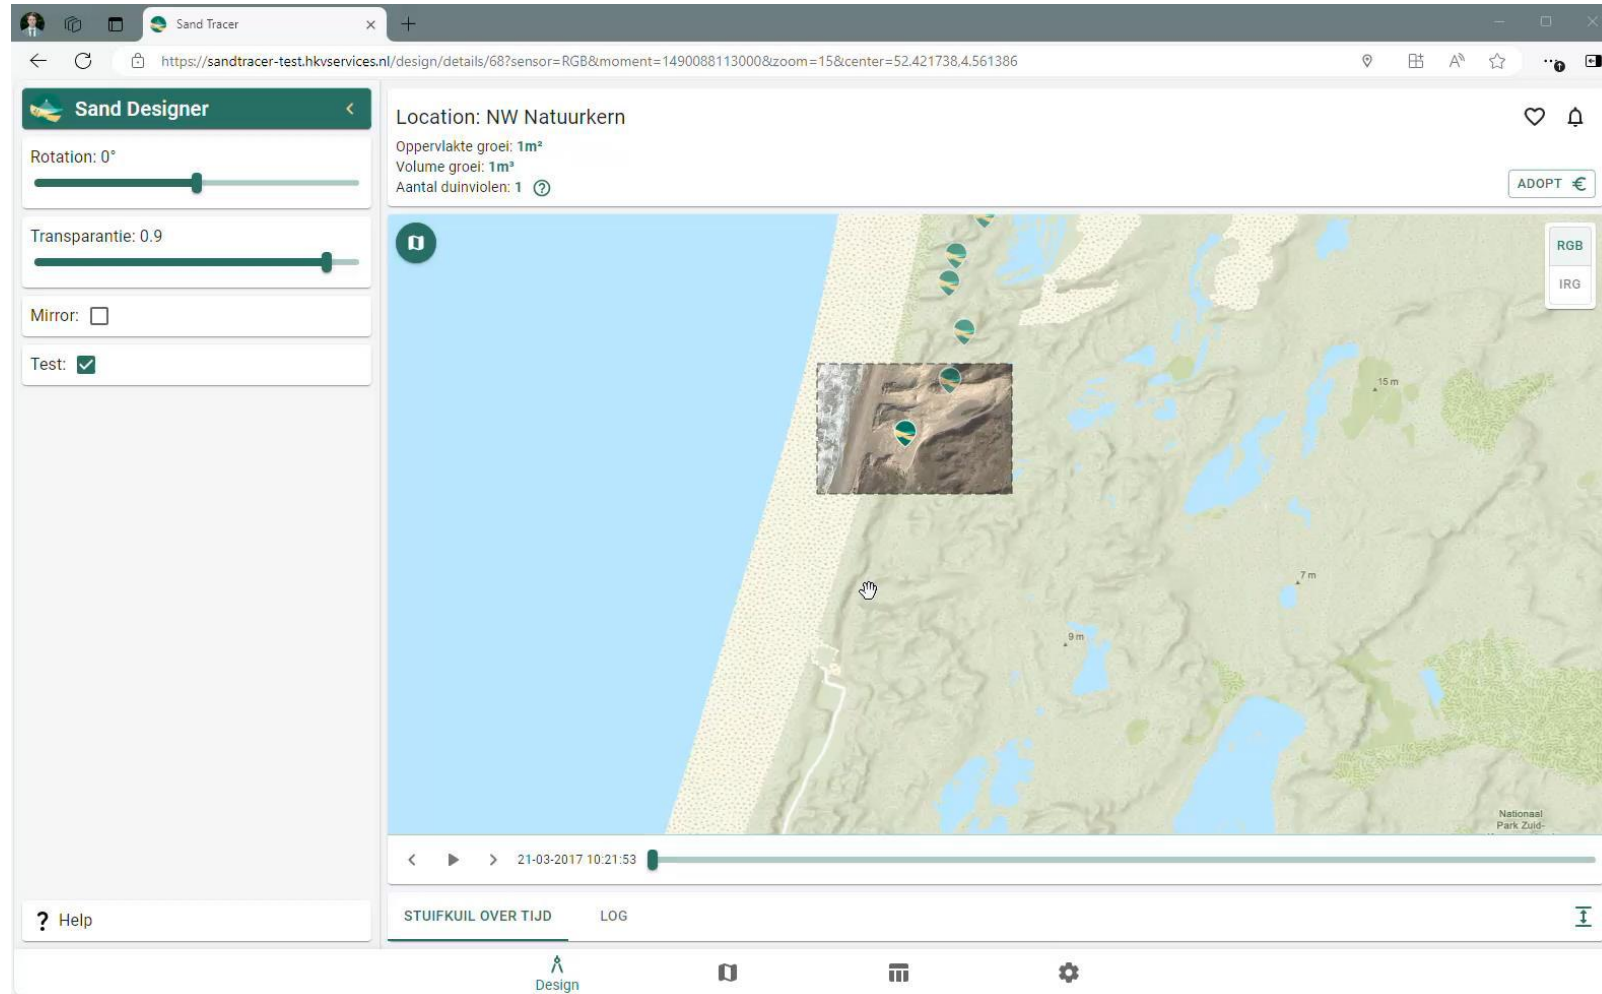 Sand Tracer
https://sandtracer-test.hkvservices.nl/design/details/68?sensor=RGB&moment=1490088113000&zoom=15&center=52.421738,4.561386
Sand Designer
Rotation: 0°
Transparantie: 0.9
Mirror:
Test:
? Help
Location: NW Natuurkern
Oppervlakte groei: 1m²
Volume groei: 1m³
Aantal duinviolen: 1 ?
ADOPT €
RGB
IRG
15 m
7 m
9 m
Nationaal
Park Zuid-
21-03-2017 10:21:53
STUIFKUIL OVER TIJD
LOG
Design